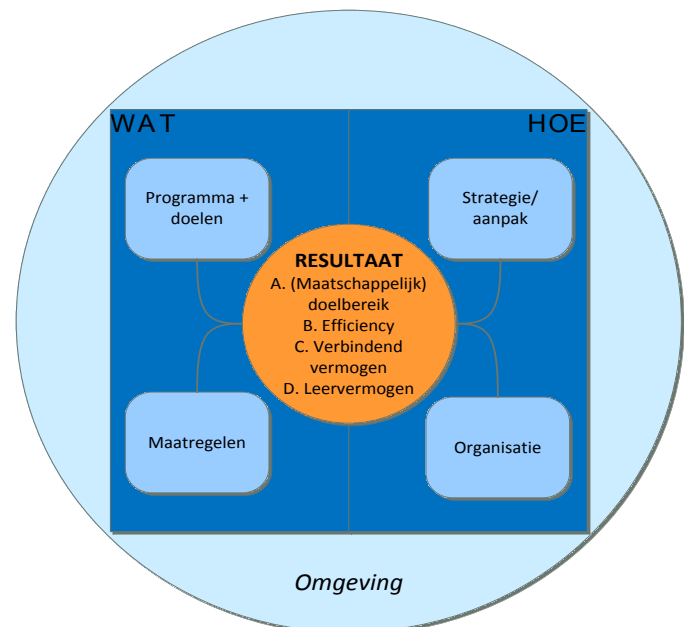 WAT
HOE
Programma +
doelen
Strategie/
aanpak
RESULTAAT
A. (Maatschappelijk)
doelbereik
B. Efficiency
C. Verbindend
vermogen
D. Leervermogen
Maatregelen
Organisatie
Omgeving